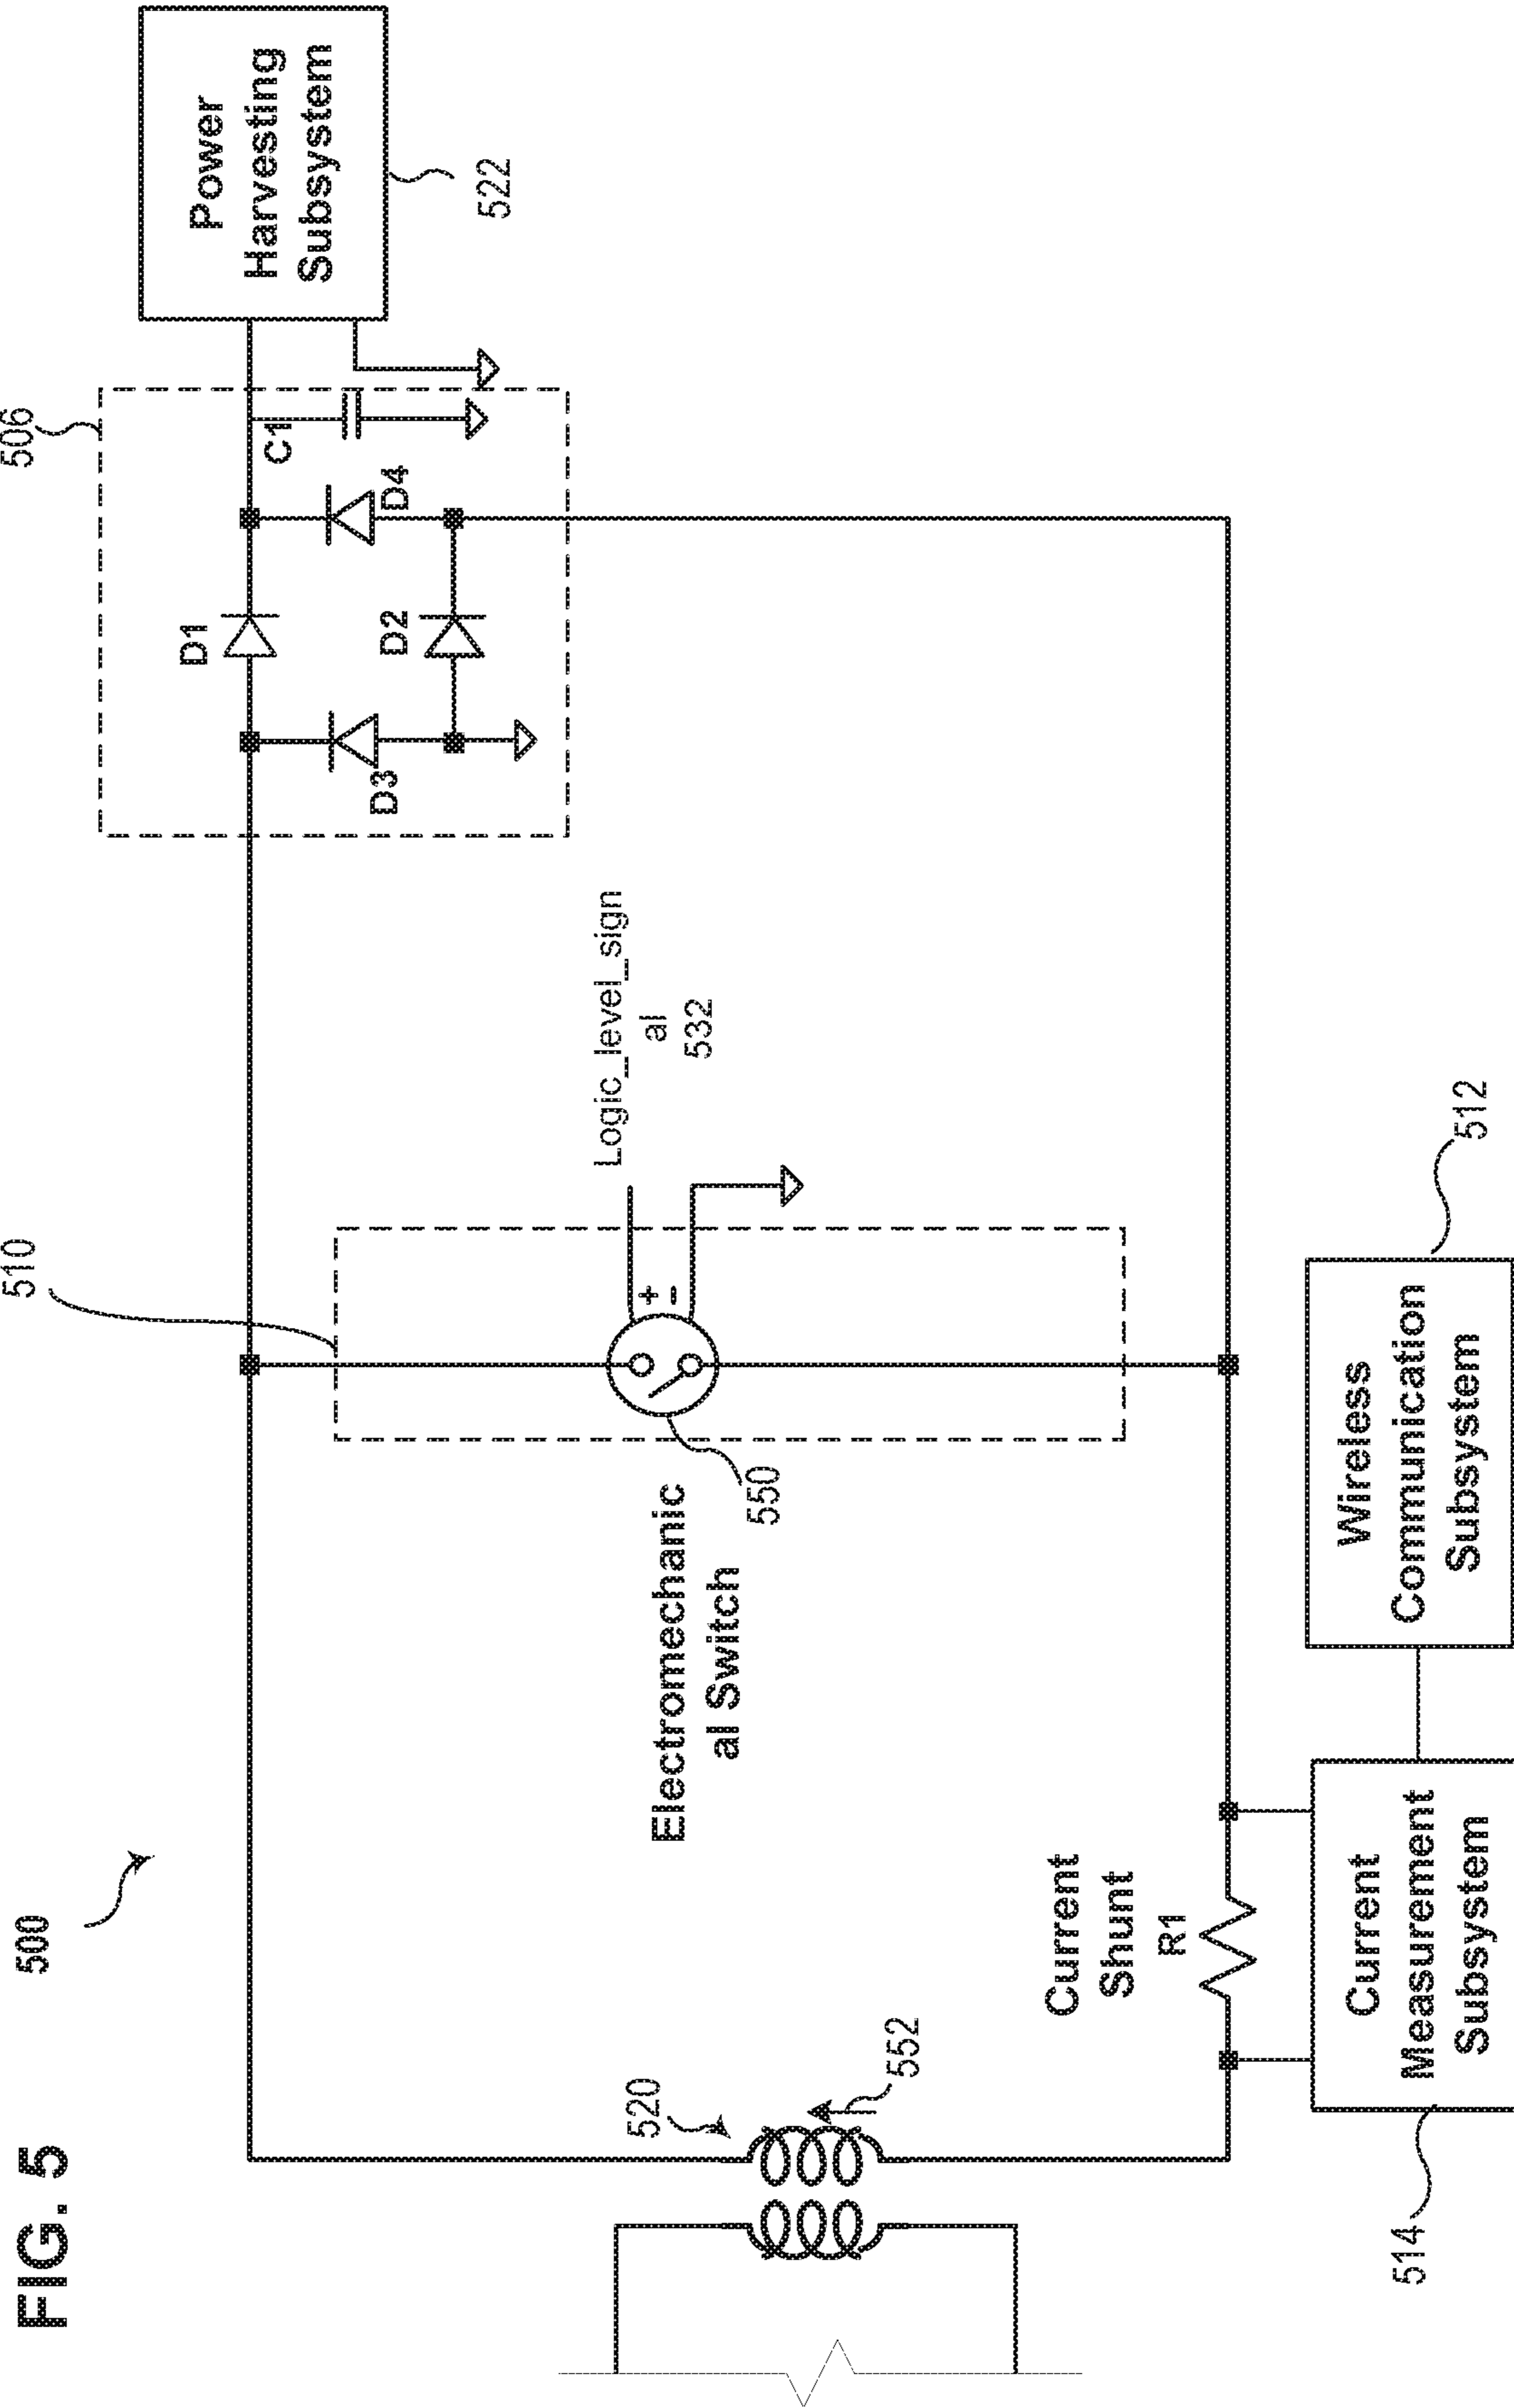 FIG. 5
500
520
552
Current
Shunt
R1
514
Current
Measurement
Subsystem
Wireless
Communication
Subsystem
512
Electromechanic
al Switch
550
510
+
-
Logic_level_sign
al
532
506
D1
D2
D3
D4
C1
Power
Harvesting
Subsystem
522